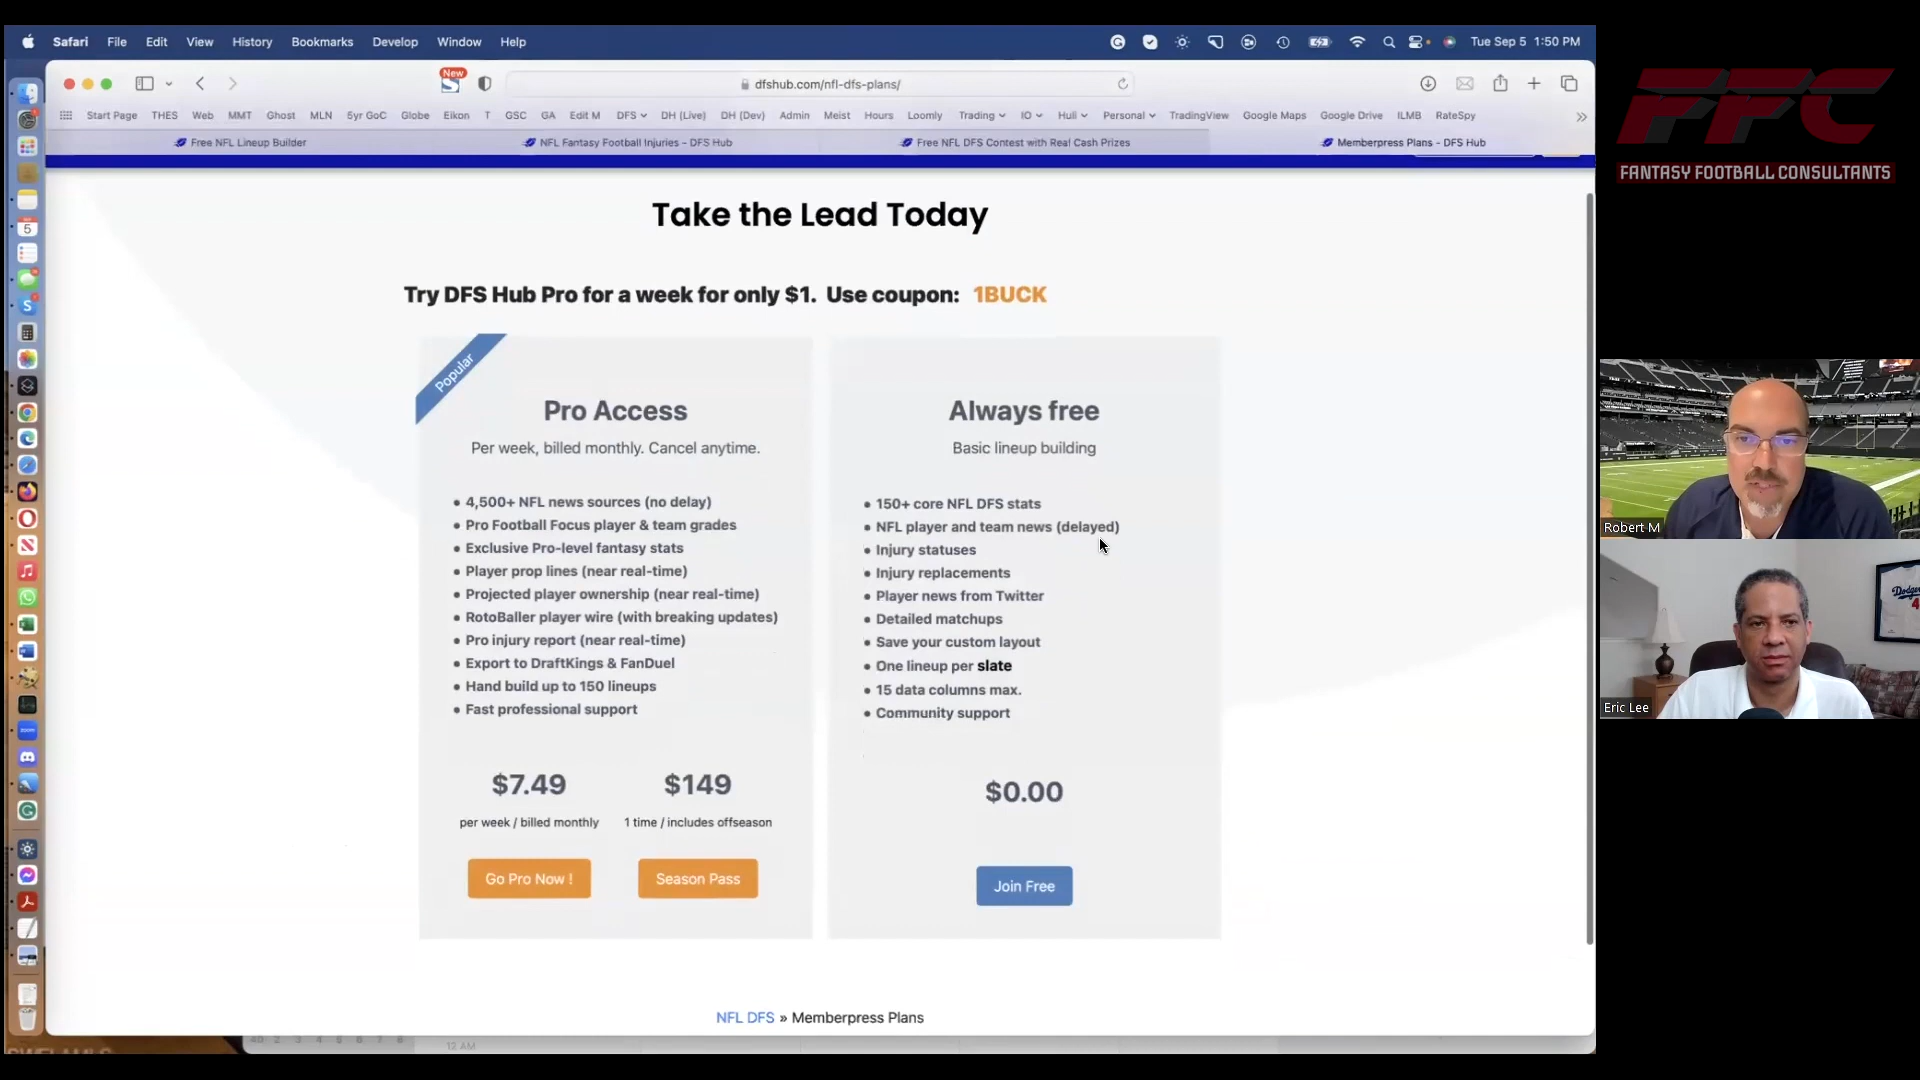 Safari File Edit View History Bookmarks Develop Window Help Tue Sep 5 1:50 PM
New
dfshub.com/nfl-dfs-plans/
Start Page THES Web MMT Ghost MLN 5yr GoC Globe Eikon T GSC GA Edit M DFS DH (Live) DH (Dev) Admin Meist Hours Loomly Trading IO Hull Personal TradingView Google Maps Google Drive ILMB RateSpy
Free NFL Lineup Builder NFL Fantasy Football Injuries - DFS Hub Free NFL DFS Contest with Real Cash Prizes Memberpress Plans - DFS Hub
Take the Lead Today
Try DFS Hub Pro for a week for only $1. Use coupon: 1BUCK
Popular
Pro Access
Per week, billed monthly. Cancel anytime.
• 4,500+ NFL news sources (no delay)
• Pro Football Focus player & team grades
• Exclusive Pro-level fantasy stats
• Player prop lines (near real-time)
• Projected player ownership (near real-time)
• RotoBaller player wire (with breaking updates)
• Pro injury report (near real-time)
• Export to DraftKings & FanDuel
• Hand build up to 150 lineups
• Fast professional support
$7.49 $149
per week / billed monthly 1 time / includes offseason
Go Pro Now ! Season Pass
Always free
Basic lineup building
• 150+ core NFL DFS stats
• NFL player and team news (delayed)
• Injury statuses
• Injury replacements
• Player news from Twitter
• Detailed matchups
• Save your custom layout
• One lineup per slate
• 15 data columns max.
• Community support
$0.00
Join Free
NFL DFS » Memberpress Plans
12 AM
FFC
FANTASY FOOTBALL CONSULTANTS
Robert M
Dodgers
Eric Lee